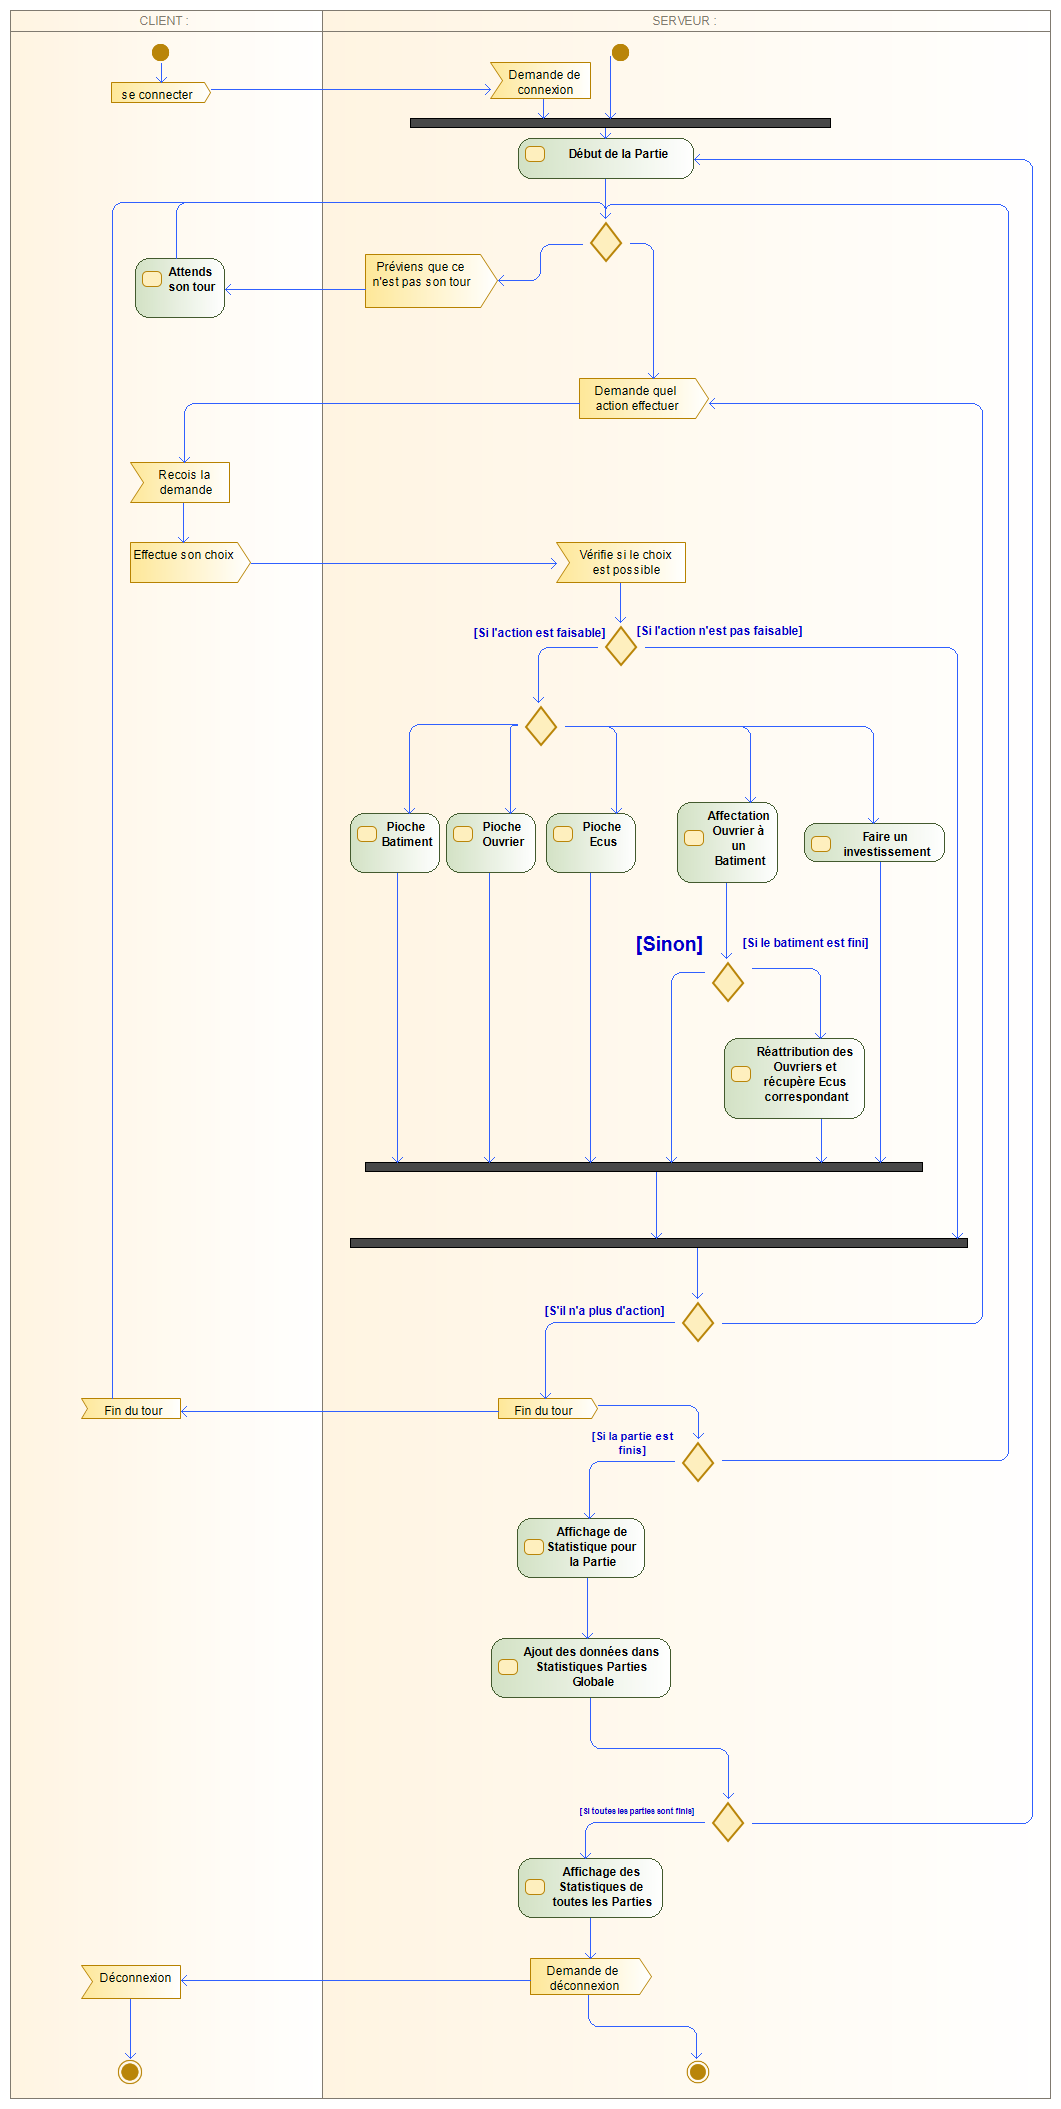 CLIENT :
SERVEUR :
se connecter
Demande de
connexion
Début de la Partie
Attends
son tour
Préviens que ce
n'est pas son tour
Demande quel
action effectuer
Recois la
demande
Effectue son choix
Vérifie si le choix
est possible
[Si l'action est faisable]
[Si l'action n'est pas faisable]
Pioche
Batiment
Pioche
Ouvrier
Pioche
Ecus
Affectation
Ouvrier à
un
Batiment
Faire un
investissement
[Sinon]
[Si le batiment est fini]
Réattribution des
Ouvriers et
récupère Ecus
correspondant
[S'il n'a plus d'action]
Fin du tour
Fin du tour
[Si la partie est
finis]
Affichage de
Statistique pour
la Partie
Ajout des données dans
Statistiques Parties
Globale
[Si toutes les parties sont finis]
Affichage des
Statistiques de
toutes les Parties
Déconnexion
Demande de
déconnexion